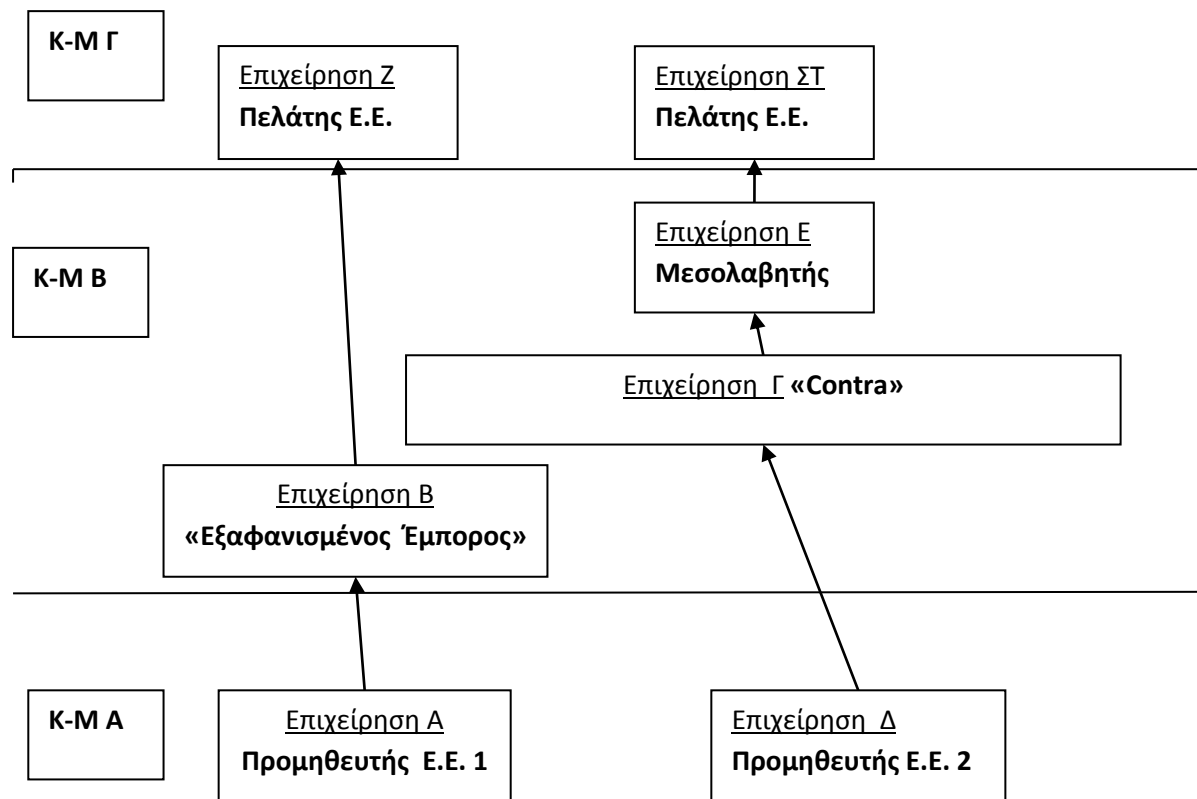 Κ-Μ Γ
Επιχείρηση Ζ
Πελάτης Ε.Ε.
Επιχείρηση ΣΤ
Πελάτης Ε.Ε.
Κ-Μ Β
Επιχείρηση Ε
Μεσολαβητής
Επιχείρηση Γ «Contra»
Επιχείρηση Β
«Εξαφανισμένος Έμπορος»
Κ-Μ Α
Επιχείρηση Α
Προμηθευτής Ε.Ε. 1
Επιχείρηση Δ
Προμηθευτής Ε.Ε. 2